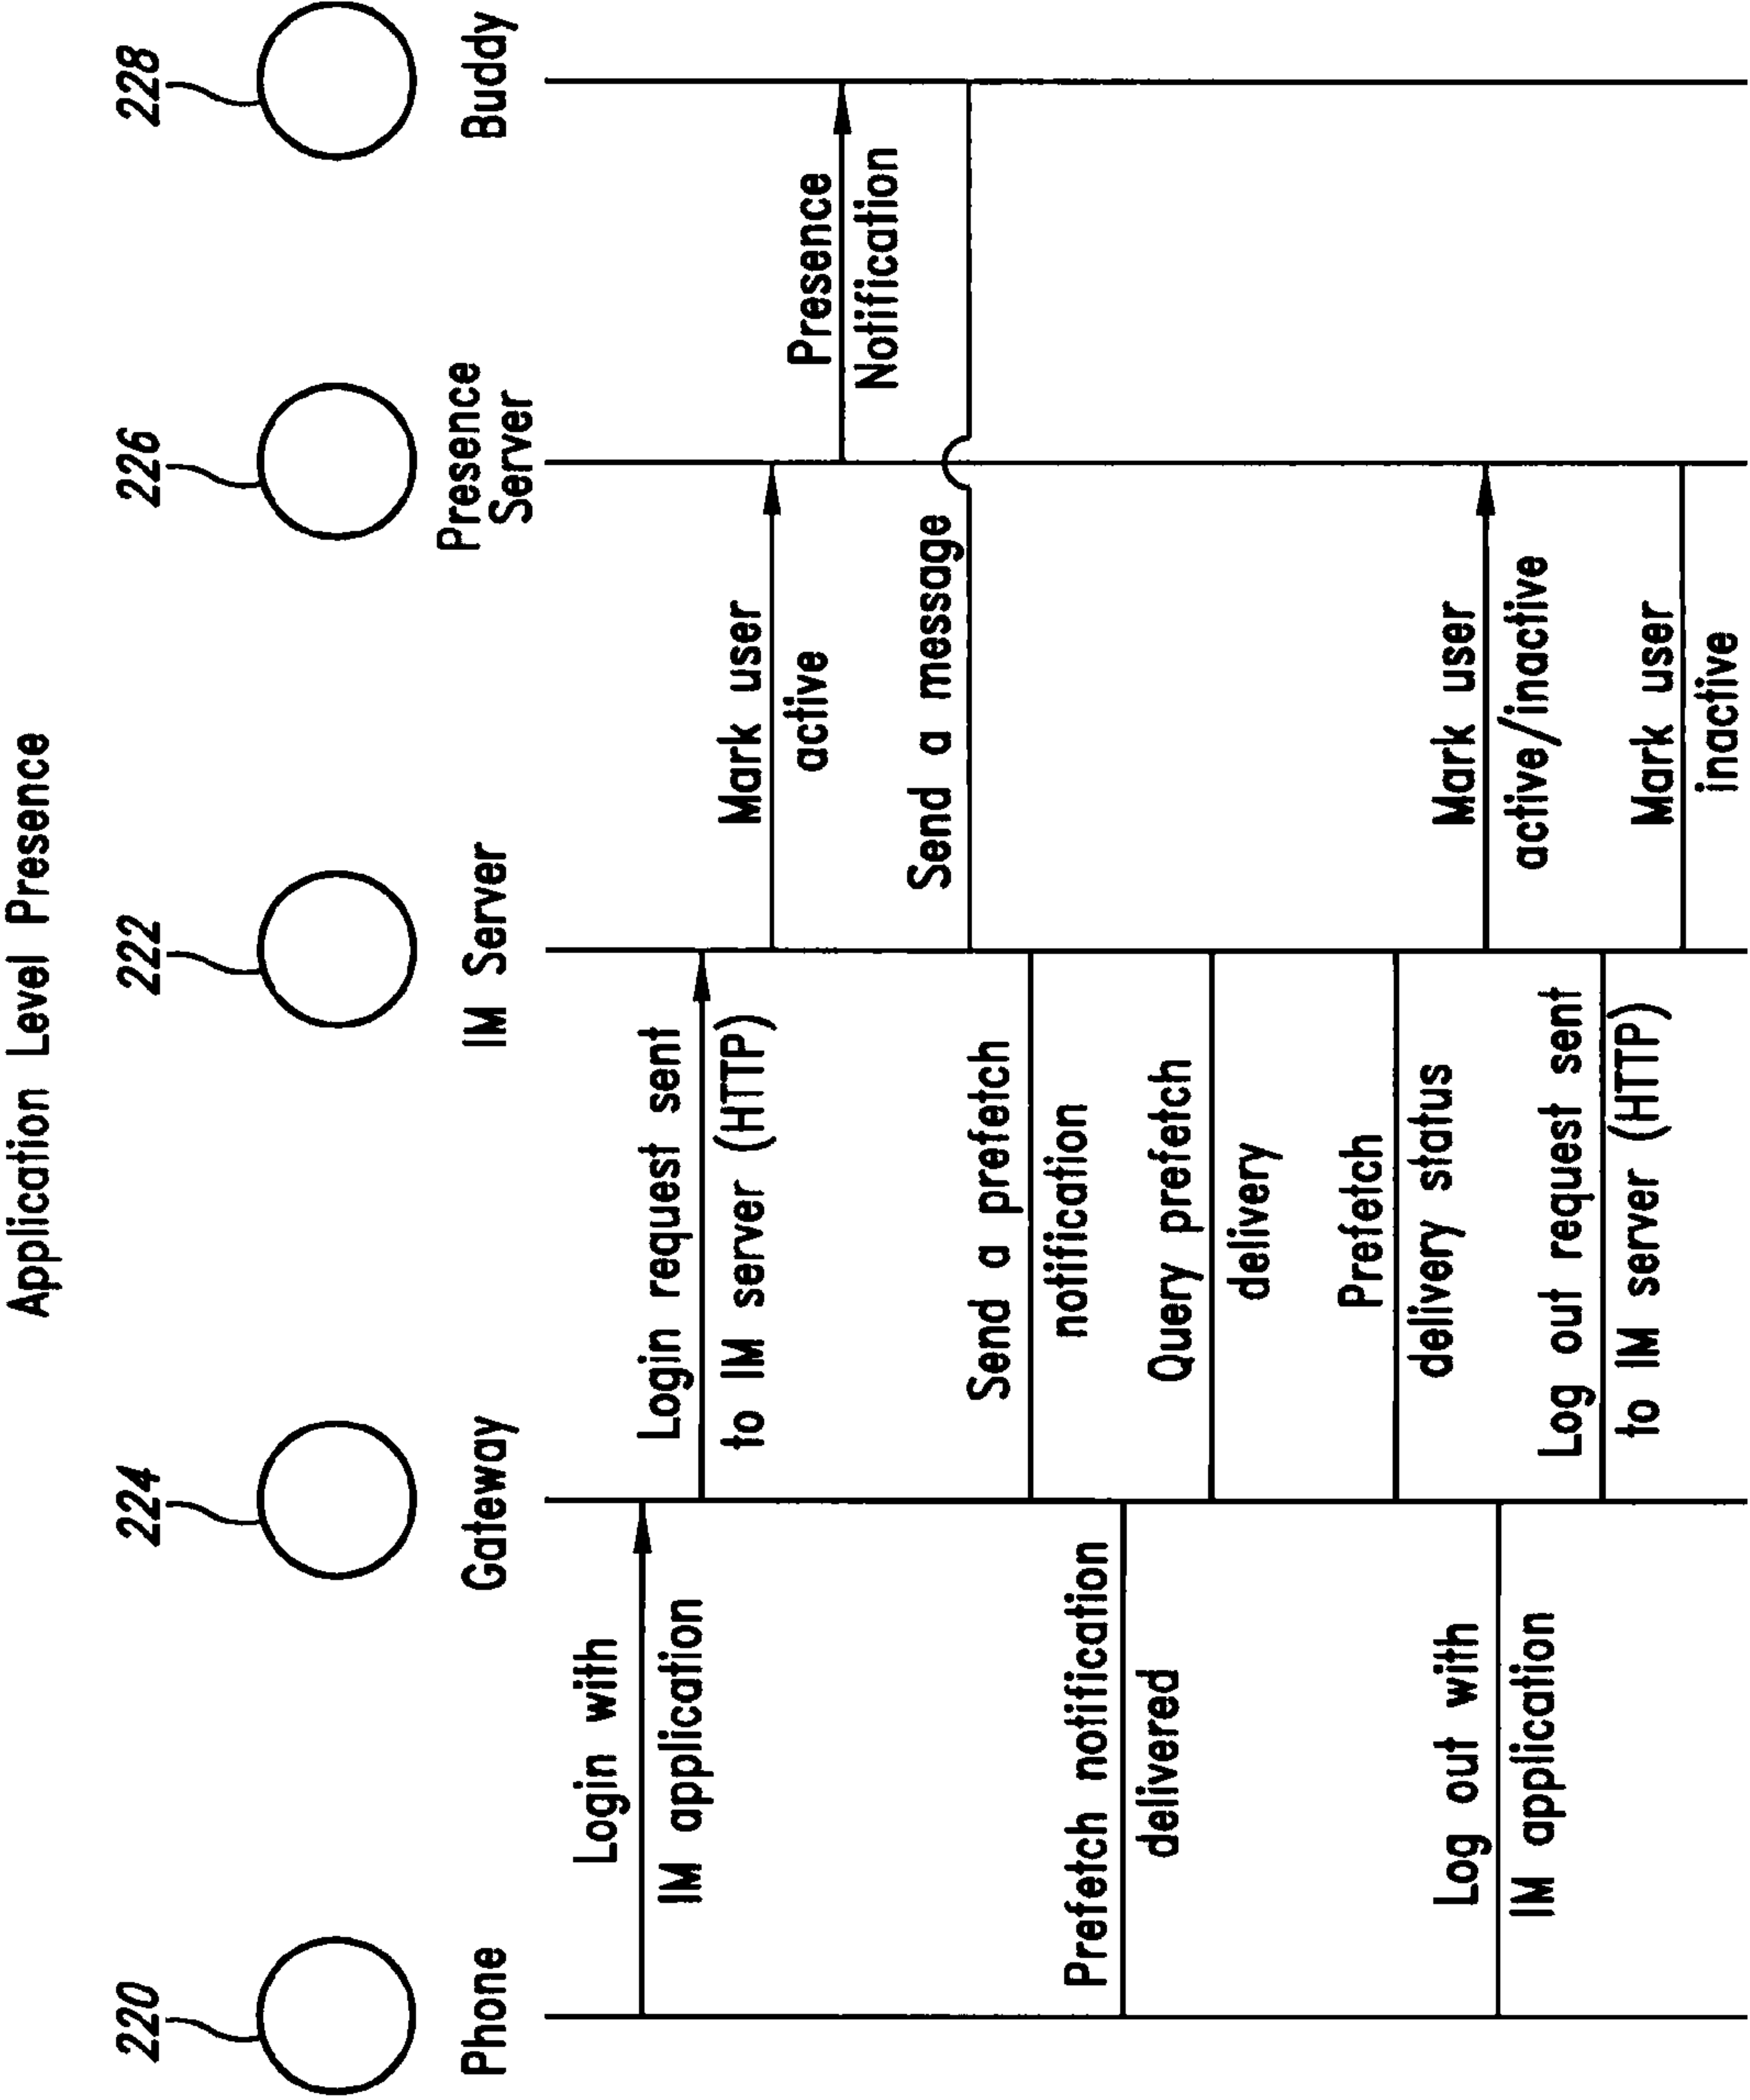 Application Level Presence
220
224
222
226
228
Phone
Gateway
IM Server
Presence
Server
Buddy
Login with
IM application
Login request sent
to IM server (HTTP)
Mark user
active
Presence
Notification
Send a message
Send a prefetch
notification
Prefetch notification
delivered
Query prefetch
delivery
Prefetch
delivery status
Mark user
active/inactive
Log out with
IM application
Log out request sent
to IM server (HTTP)
Mark user
inactive